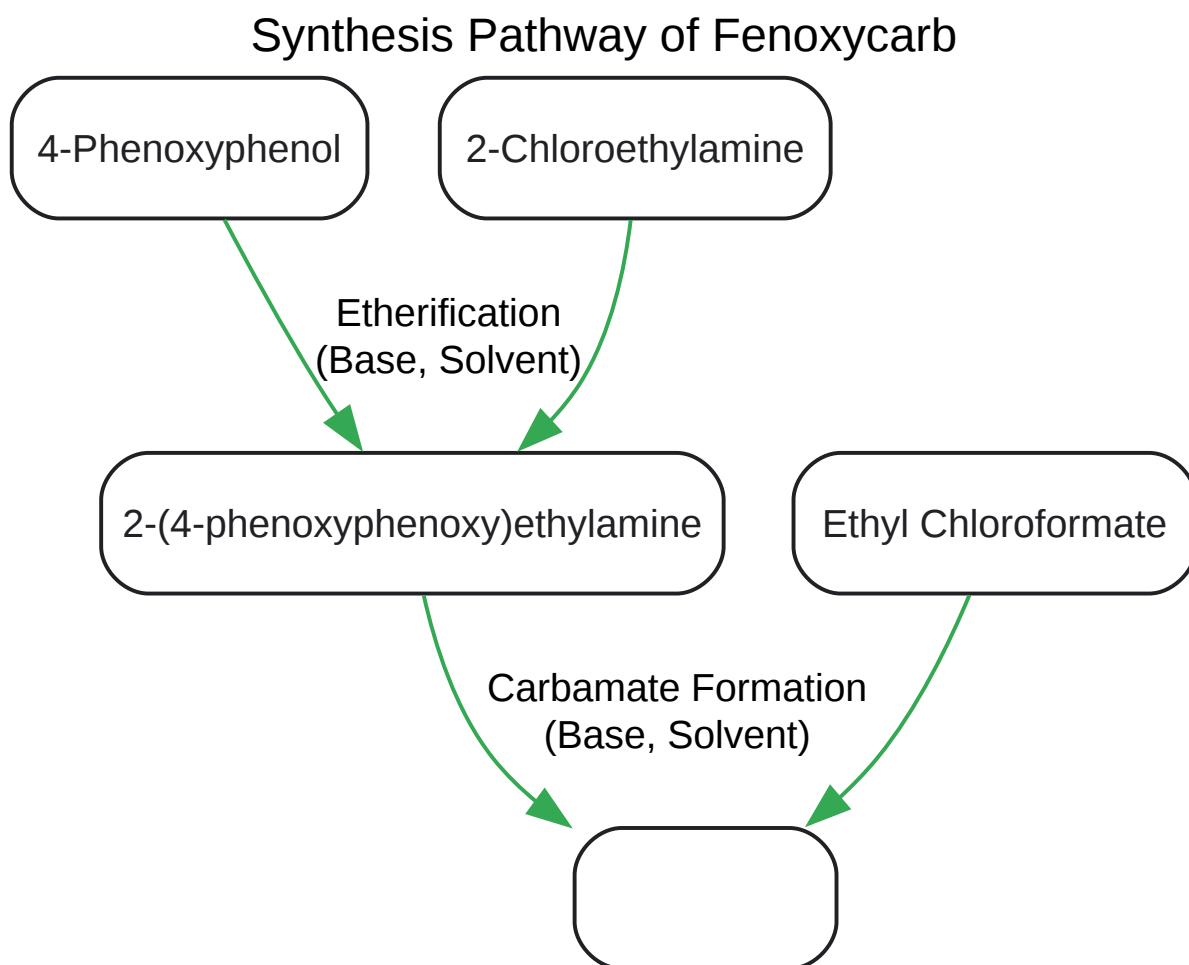 Synthesis Pathway of Fenoxycarb
4-Phenoxyphenol
2-Chloroethylamine
Etherification
(Base, Solvent)
2-(4-phenoxyphenoxy)ethylamine
Ethyl Chloroformate
Carbamate Formation
(Base, Solvent)